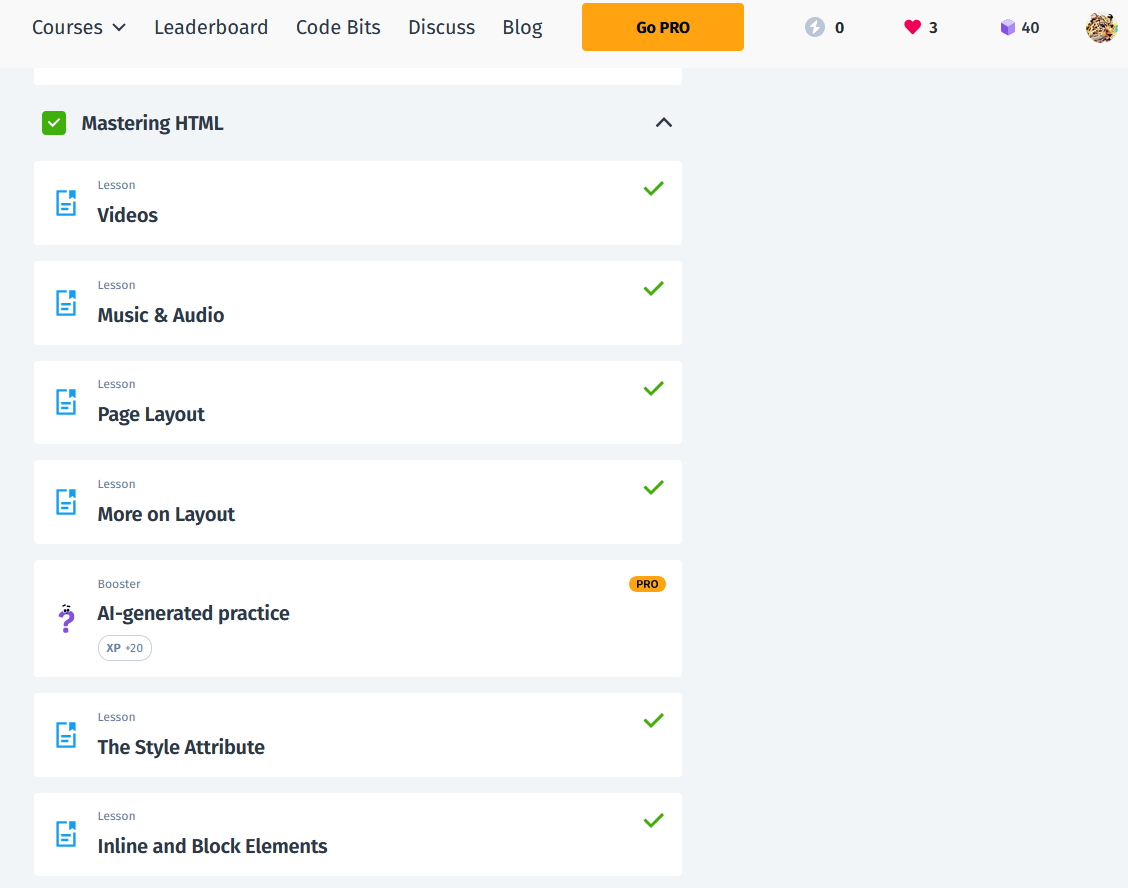 Courses Leaderboard Code Bits Discuss Blog Go PRO 0 3 40
Mastering HTML
Lesson
Videos
Lesson
Music & Audio
Lesson
Page Layout
Lesson
More on Layout
Booster
PRO
AI-generated practice
XP +20
Lesson
The Style Attribute
Lesson
Inline and Block Elements